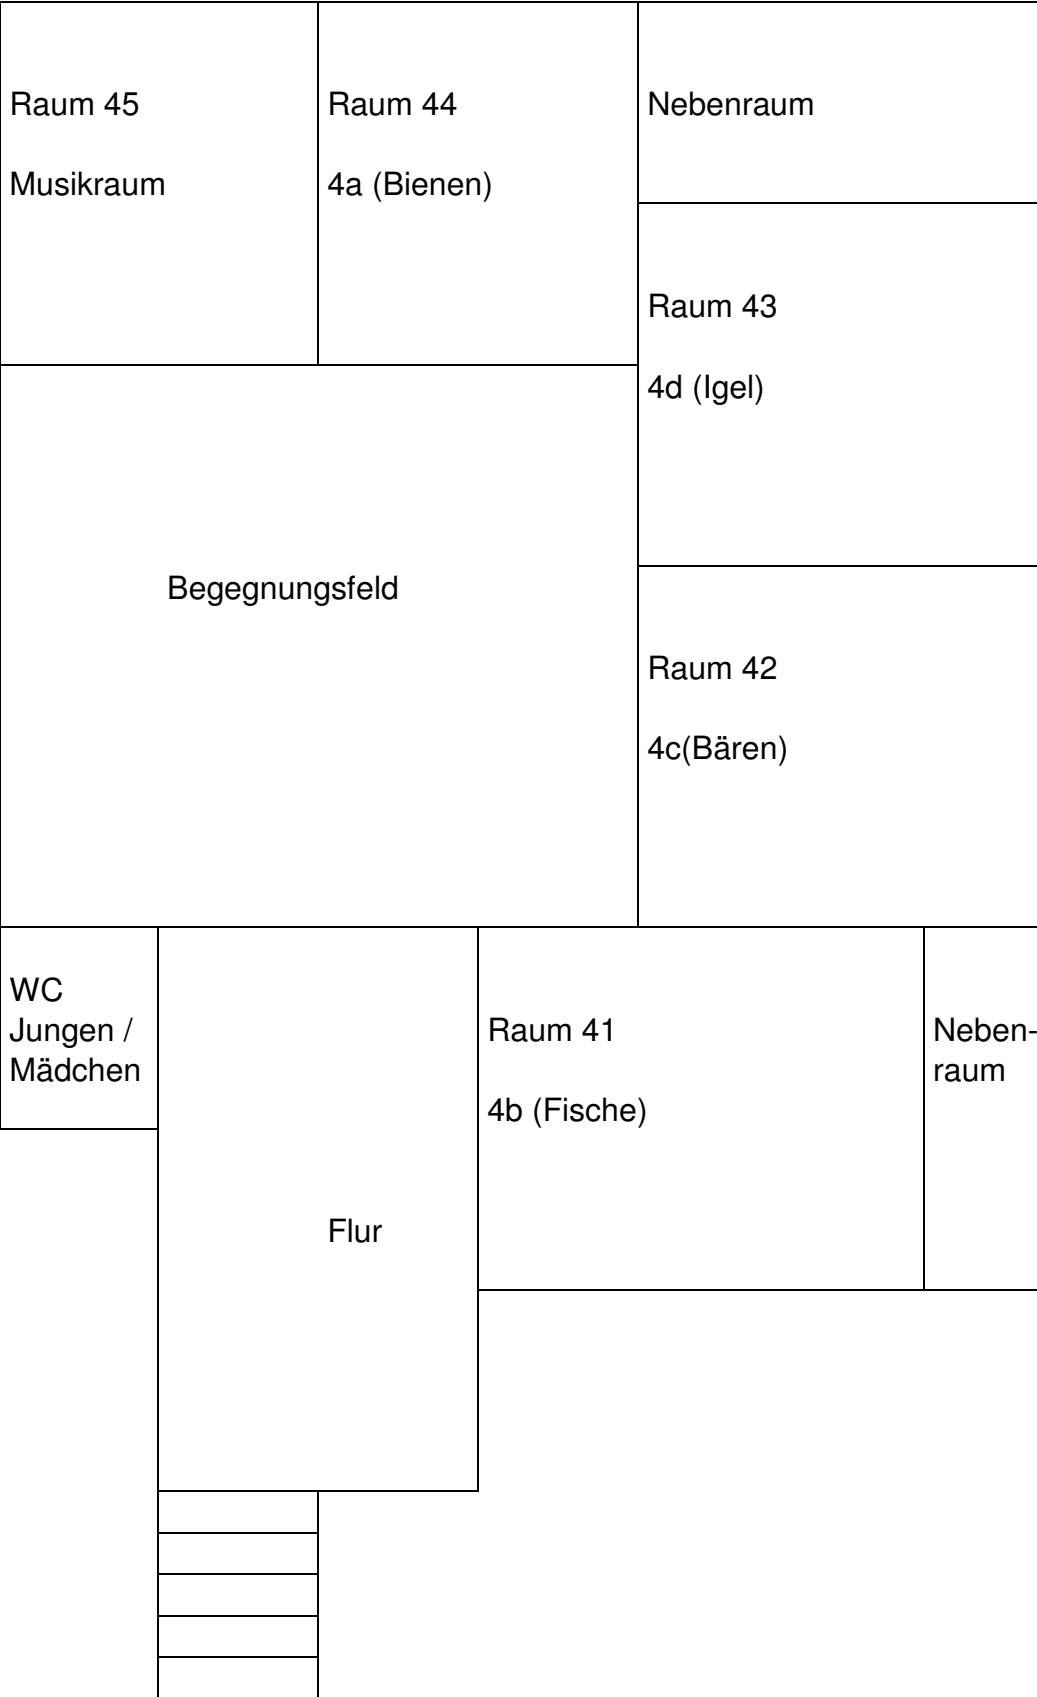 Raum 45
Musikraum
Raum 44
4a (Bienen)
Nebenraum
Raum 43
4d (Igel)
Begegnungsfeld
Raum 42
4c(Bären)
WC
Jungen /
Mädchen
Raum 41
4b (Fische)
Neben-
raum
Flur